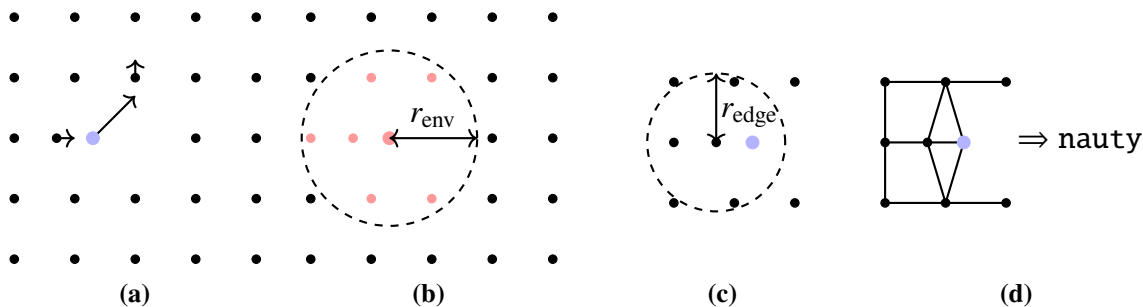 r_env
r_edge
⇒ nauty
(a)
(b)
(c)
(d)